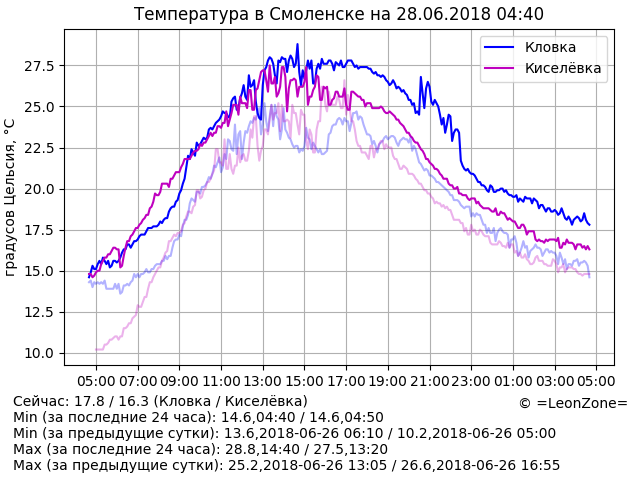 Температура в Смоленске на 28.06.2018 04:40
Кловка
Киселёвка
градусов Цельсия, °C
27.5
25.0
22.5
20.0
17.5
15.0
12.5
10.0
05:00 07:00 09:00 11:00 13:00 15:00 17:00 19:00 21:00 23:00 01:00 03:00 05:00
Сейчас: 17.8 / 16.3 (Кловка / Киселёвка)
© =LeonZone=
Min (за последние 24 часа): 14.6,04:40 / 14.6,04:50
Min (за предыдущие сутки): 13.6,2018-06-26 06:10 / 10.2,2018-06-26 05:00
Max (за последние 24 часа): 28.8,14:40 / 27.5,13:20
Max (за предыдущие сутки): 25.2,2018-06-26 13:05 / 26.6,2018-06-26 16:55